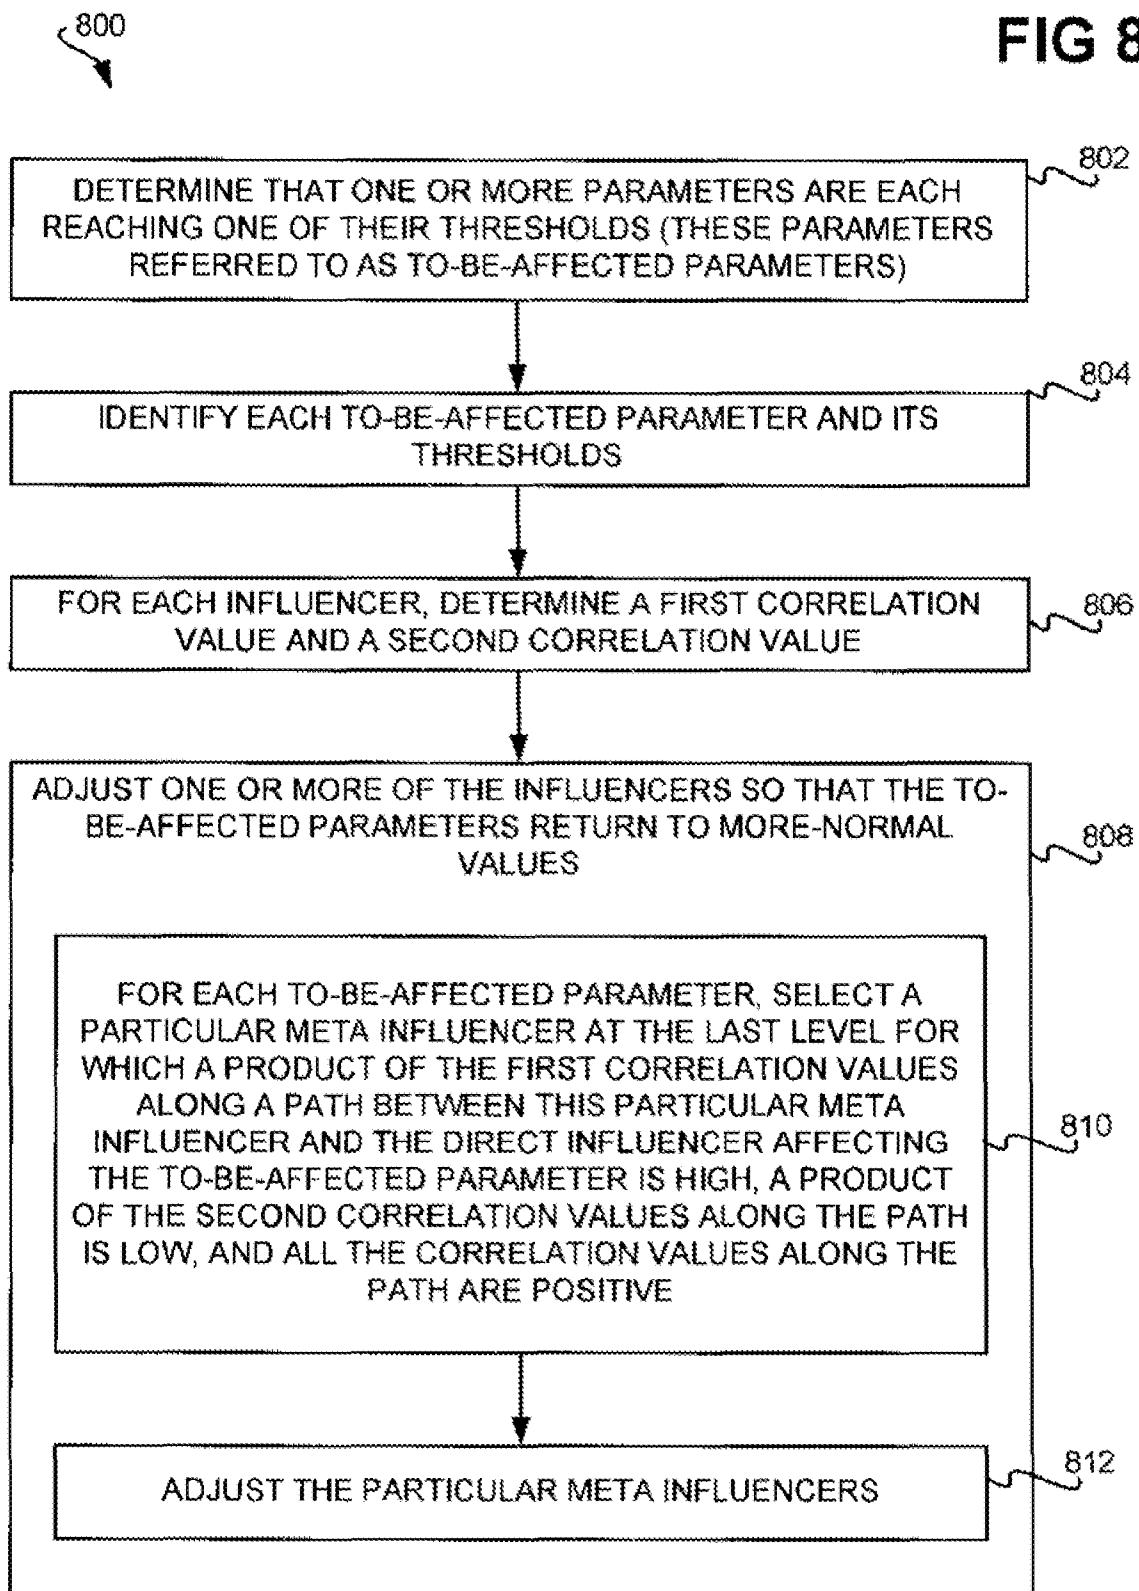 800
FIG 8
802
DETERMINE THAT ONE OR MORE PARAMETERS ARE EACH
REACHING ONE OF THEIR THRESHOLDS (THESE PARAMETERS
REFERRED TO AS TO-BE-AFFECTED PARAMETERS)
804
IDENTIFY EACH TO-BE-AFFECTED PARAMETER AND ITS
THRESHOLDS
806
FOR EACH INFLUENCER, DETERMINE A FIRST CORRELATION
VALUE AND A SECOND CORRELATION VALUE
808
ADJUST ONE OR MORE OF THE INFLUENCERS SO THAT THE TO-
BE-AFFECTED PARAMETERS RETURN TO MORE-NORMAL
VALUES
810
FOR EACH TO-BE-AFFECTED PARAMETER, SELECT A
PARTICULAR META INFLUENCER AT THE LAST LEVEL FOR
WHICH A PRODUCT OF THE FIRST CORRELATION VALUES
ALONG A PATH BETWEEN THIS PARTICULAR META
INFLUENCER AND THE DIRECT INFLUENCER AFFECTING
THE TO-BE-AFFECTED PARAMETER IS HIGH, A PRODUCT
OF THE SECOND CORRELATION VALUES ALONG THE PATH
IS LOW, AND ALL THE CORRELATION VALUES ALONG THE
PATH ARE POSITIVE
812
ADJUST THE PARTICULAR META INFLUENCERS